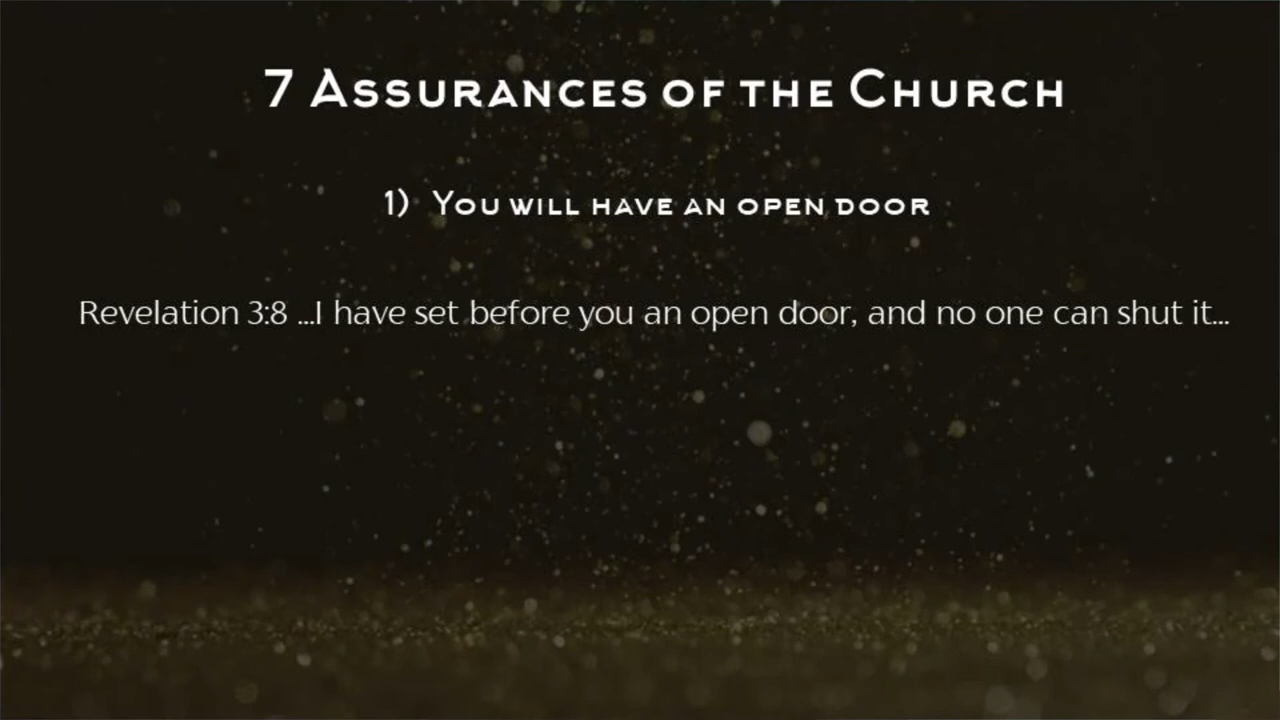 7 Assurances of the Church
1) You will have an open door
Revelation 3:8 ...I have set before you an open door, and no one can shut it...